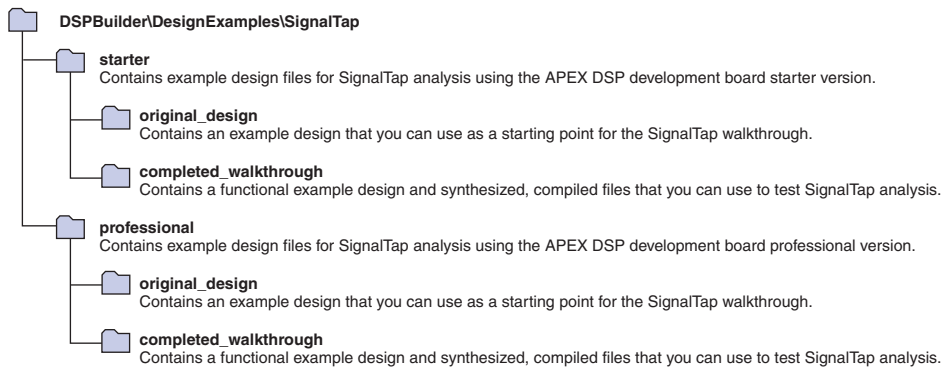 DSPBuilder\DesignExamples\SignalTap
starter
Contains example design files for SignalTap analysis using the APEX DSP development board starter version.
original_design
Contains an example design that you can use as a starting point for the SignalTap walkthrough.
completed_walkthrough
Contains a functional example design and synthesized, compiled files that you can use to test SignalTap analysis.
professional
Contains example design files for SignalTap analysis using the APEX DSP development board professional version.
original_design
Contains an example design that you can use as a starting point for the SignalTap walkthrough.
completed_walkthrough
Contains a functional example design and synthesized, compiled files that you can use to test SignalTap analysis.